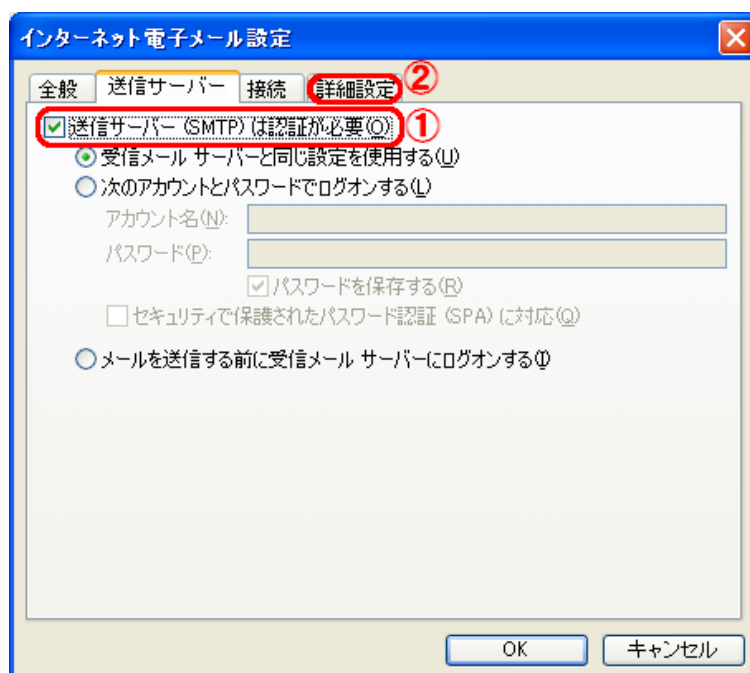 インターネット電子メール設定
全般 送信サーバー 接続 詳細設定 ②
送信サーバー (SMTP) は認証が必要(O) ①
受信メール サーバーと同じ設定を使用する(U)
次のアカウントとパスワードでログオンする(L)
アカウント名(N):
パスワード(P):
パスワードを保存する(R)
セキュリティで保護されたパスワード認証 (SPA) に対応(Q)
メールを送信する前に受信メール サーバーにログオンする(I)
OK キャンセル